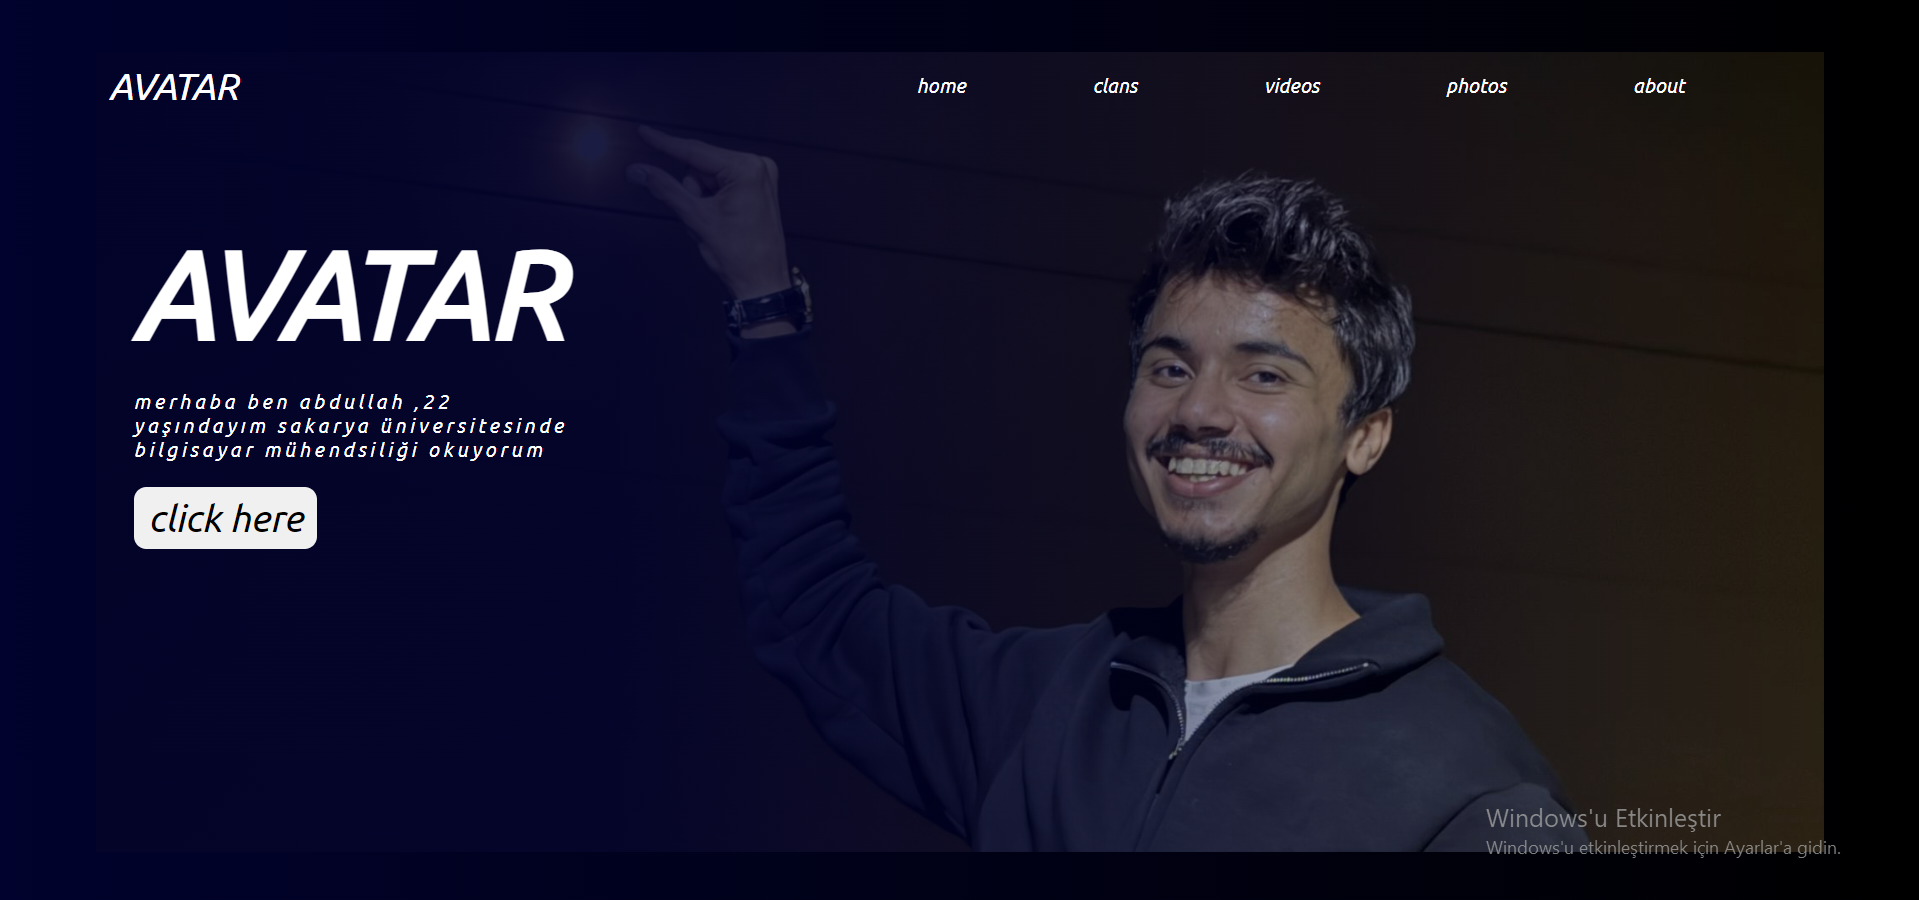 AVATAR
home clans videos photos about
AVATAR
merhaba ben abdullah ,22
yaşındayım sakarya üniversitesinde
bilgisayar mühendsiliği okuyorum
click here
Windows'u Etkinleştir
Windows'u etkinleştirmek için Ayarlar'a gidin.